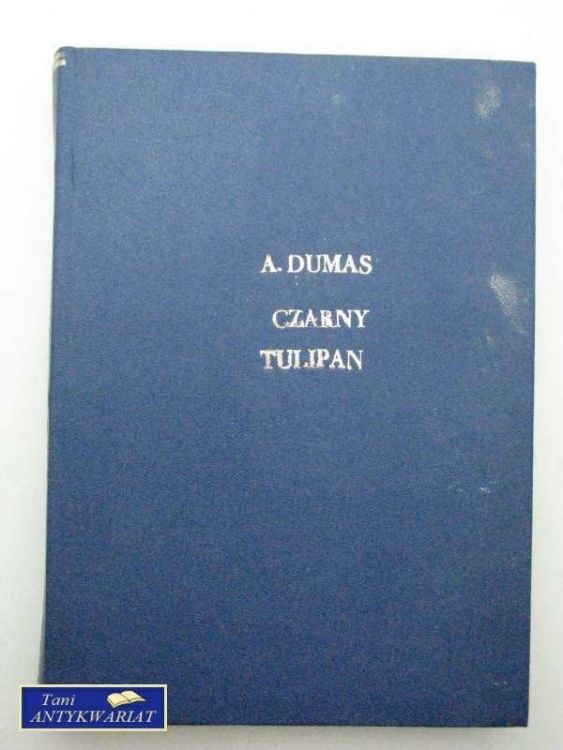 A. DUMAS
CZARNY
TULIPAN
Tani
ANTYKWARIAT